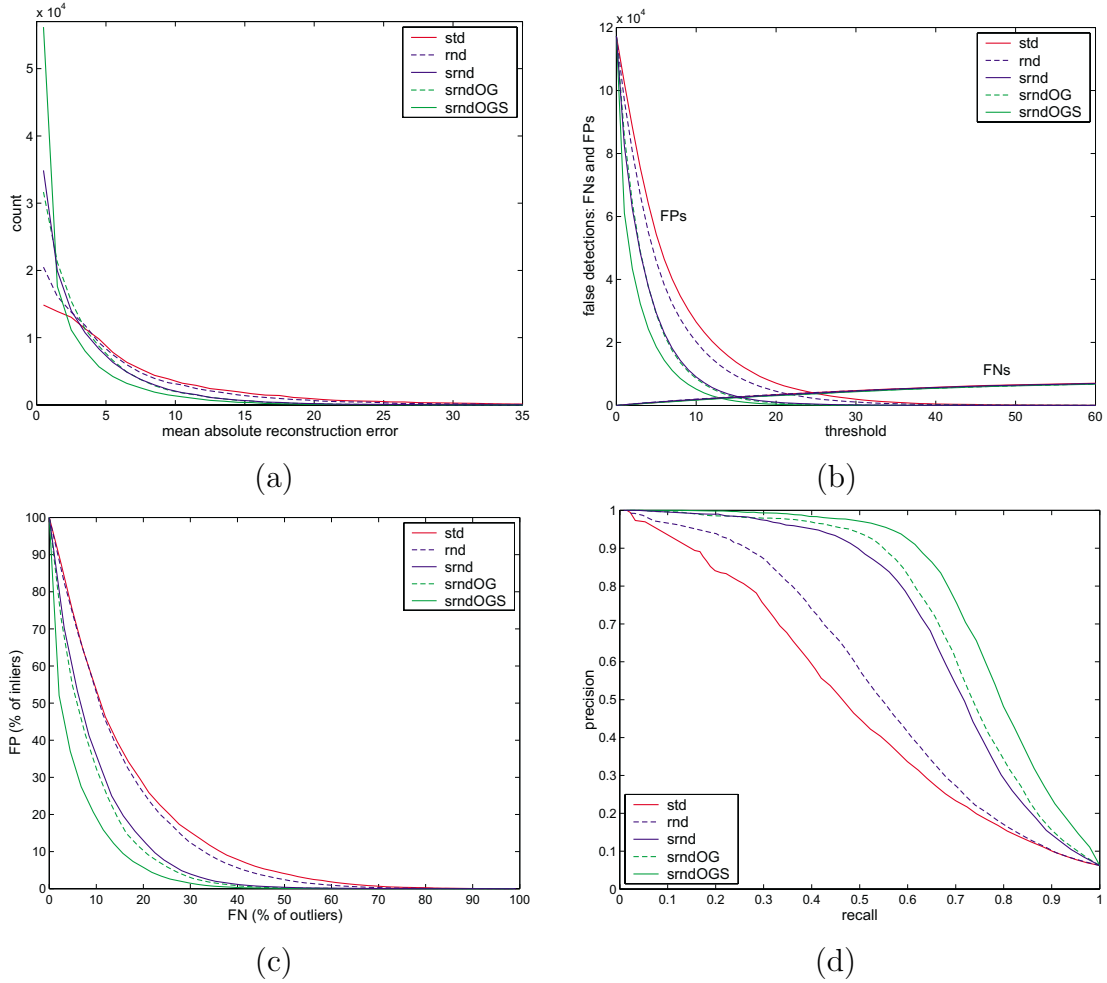 x 10^4
5
4
3
2
1
0
0 5 10 15 20 25 30 35
count
mean absolute reconstruction error
std
rnd
srnd
srndOG
srndOGS
(a)
x 10^4
12
10
8
6
4
2
0
0 10 20 30 40 50 60
false detections: FNs and FPs
threshold
FPs
FNs
std
rnd
srnd
srndOG
srndOGS
(b)
100
90
80
70
60
50
40
30
20
10
0
0 10 20 30 40 50 60 70 80 90 100
FP (% of inliers)
FN (% of outliers)
std
rnd
srnd
srndOG
srndOGS
(c)
1
0.9
0.8
0.7
0.6
0.5
0.4
0.3
0.2
0.1
0
0 0.1 0.2 0.3 0.4 0.5 0.6 0.7 0.8 0.9 1
precision
recall
std
rnd
srnd
srndOG
srndOGS
(d)